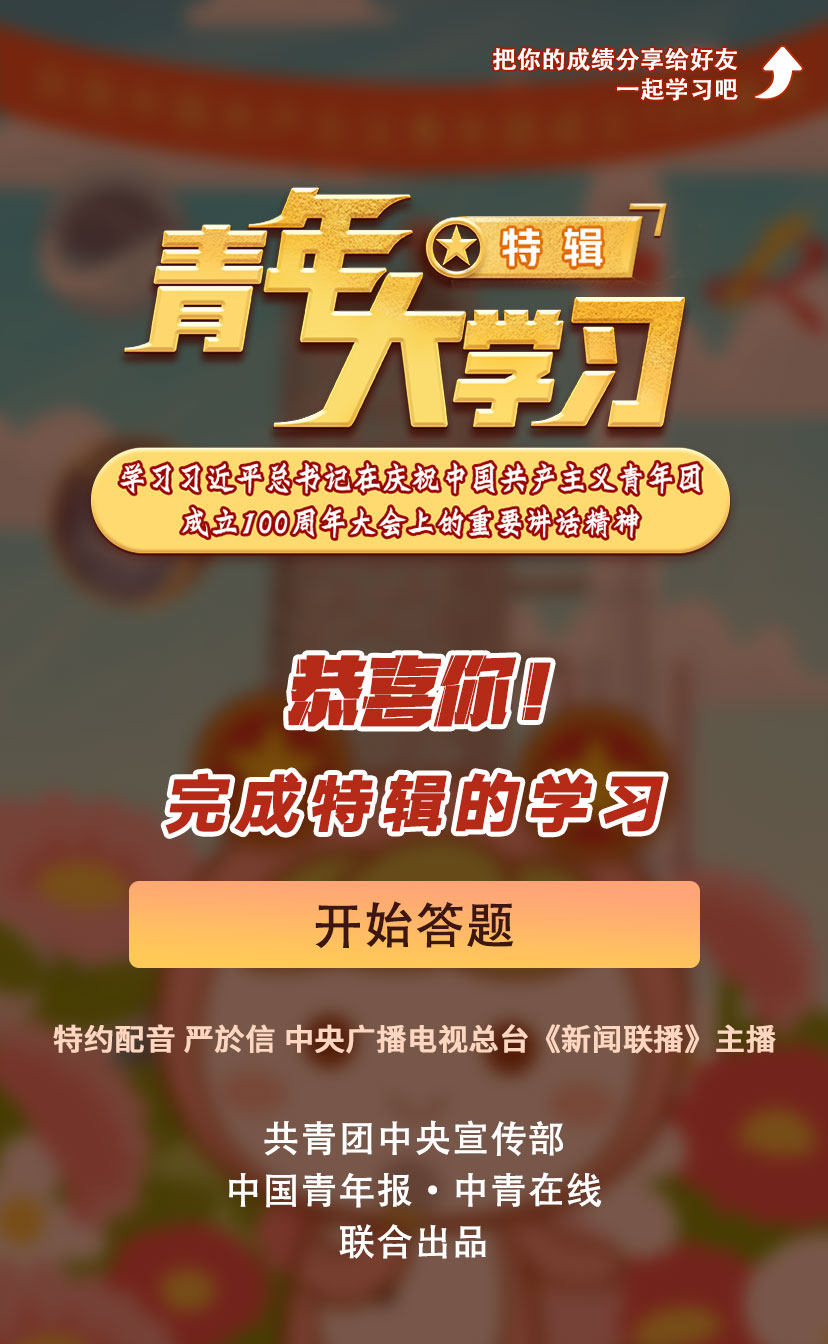 把你的成绩分享给好友
一起学习吧
青年大学习
特辑
学习习近平总书记在庆祝中国共产主义青年团
成立100周年大会上的重要讲话精神
恭喜你！
完成特辑的学习
开始答题
特约配音 严於信 中央广播电视总台《新闻联播》主播
共青团中央宣传部
中国青年报·中青在线
联合出品